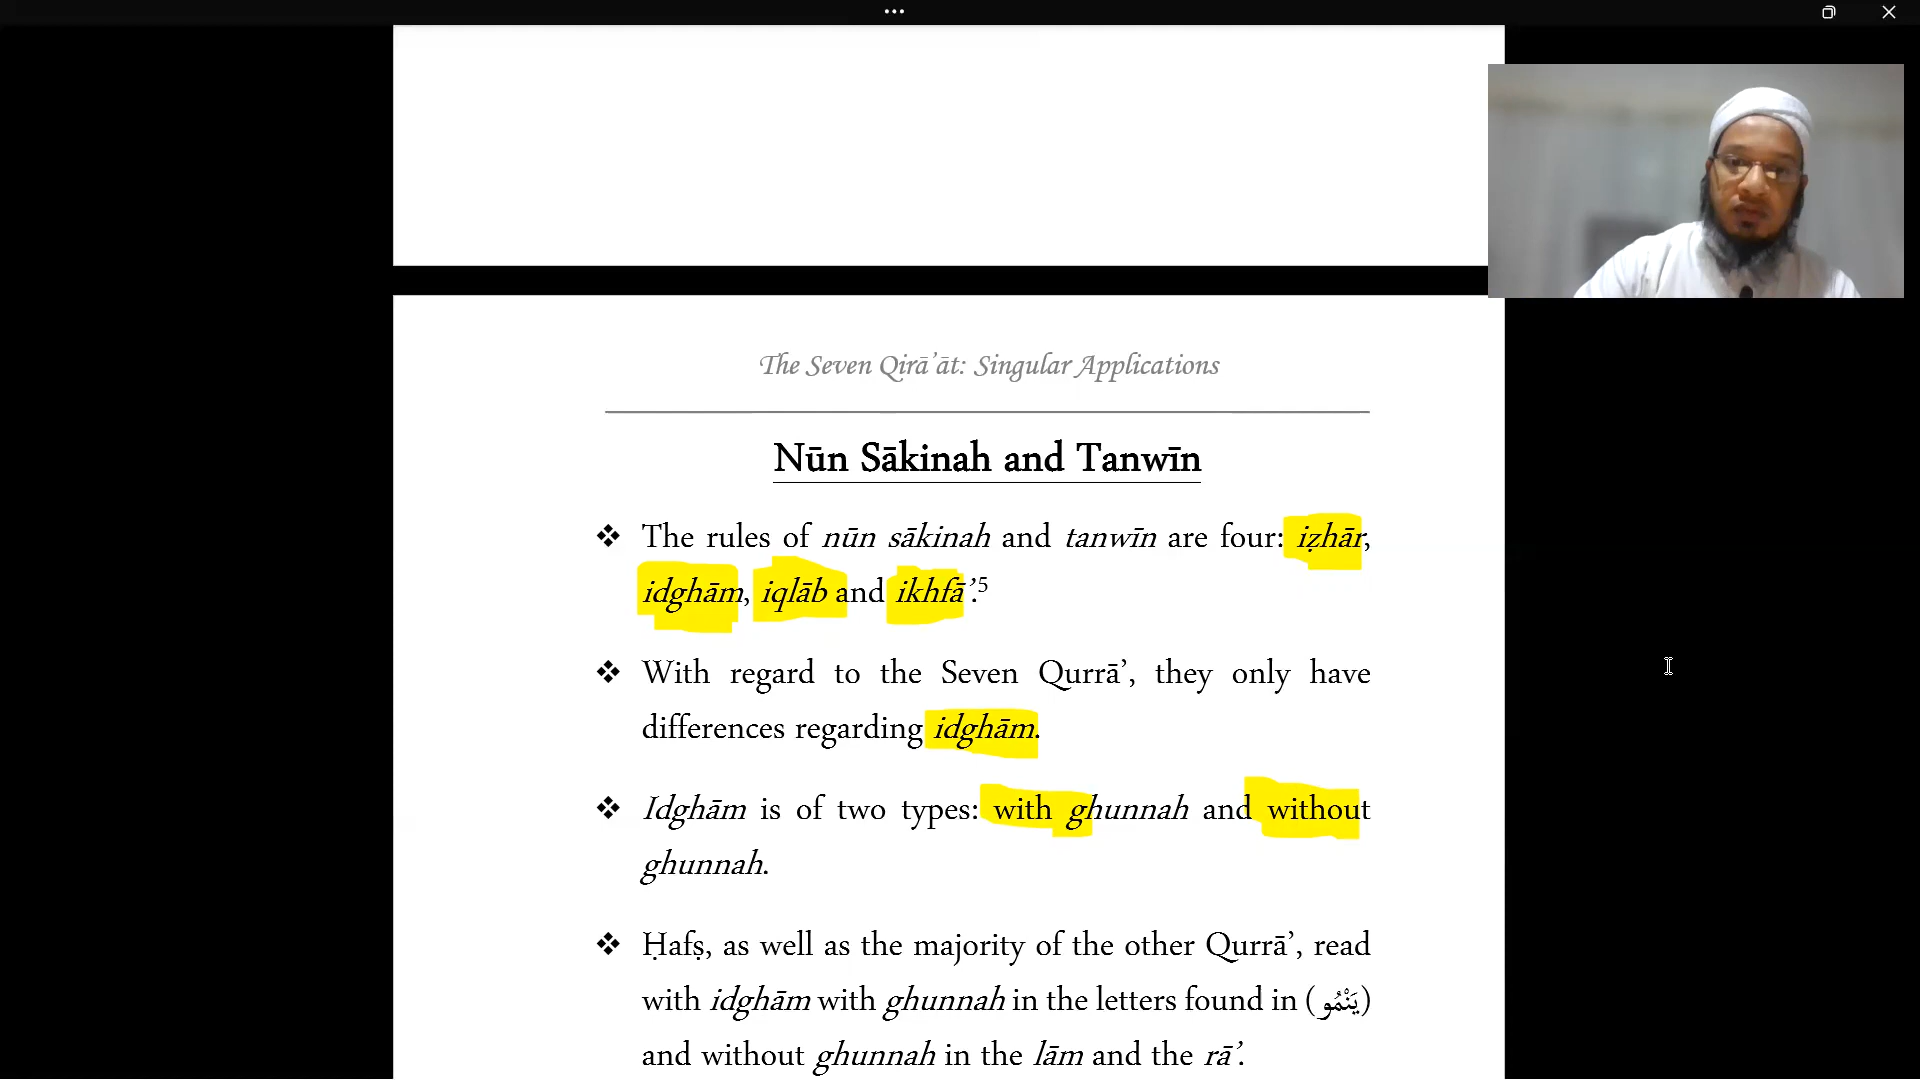 The Seven Qirā’āt: Singular Applications
Nūn Sākinah and Tanwīn
❖ The rules of nūn sākinah and tanwīn are four: iẓhār,
idghām, iqlāb and ikhfā’.⁵
❖ With regard to the Seven Qurrā’, they only have
differences regarding idghām.
❖ Idghām is of two types: with ghunnah and without
ghunnah.
❖ Ḥafṣ, as well as the majority of the other Qurrā’, read
with idghām with ghunnah in the letters found in (يَنْمُو)
and without ghunnah in the lām and the rā’.